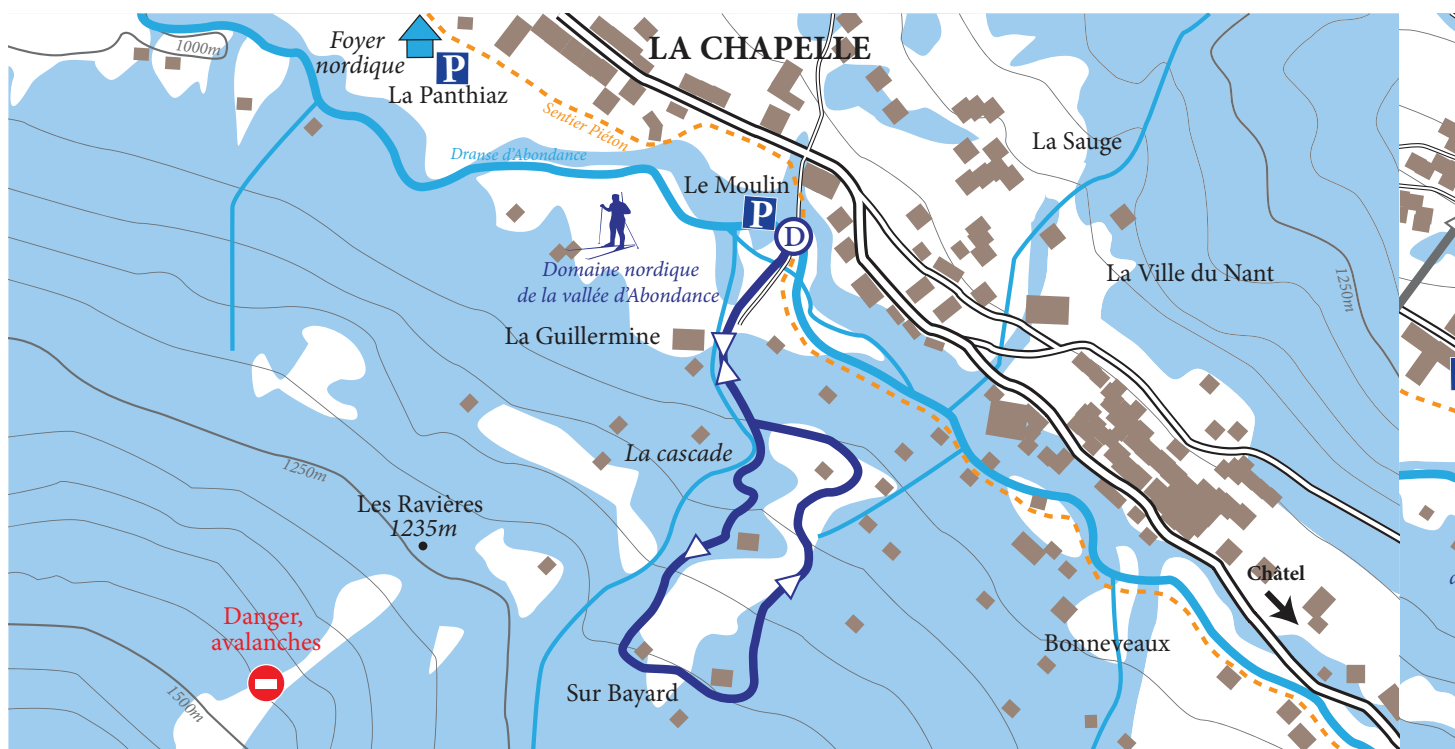 1000m
Foyer
nordique
P
La Panthiaz
LA CHAPELLE
Sentier Piéton
Dranse d'Abondance
La Sauge
Le Moulin
P
D
Domaine nordique
de la vallée d'Abondance
La Ville du Nant
1250m
La Guillermine
La cascade
1250m
Les Ravières
1235m
Châtel
Danger,
avalanches
Bonneveaux
1500m
Sur Bayard